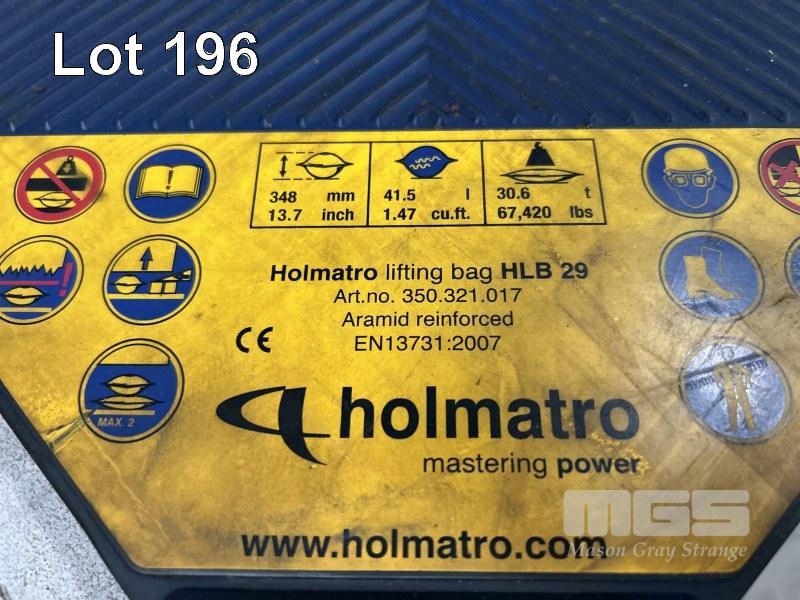 Lot 196
348 mm 41.5 l 30.6 t
13.7 inch 1.47 cu.ft. 67,420 lbs
Holmatro lifting bag HLB 29
Art.no. 350.321.017
Aramid reinforced
CE EN13731:2007
MAX. 2
holmatro
mastering power
MGS
www.holmatro.com
Mason Gray Strange